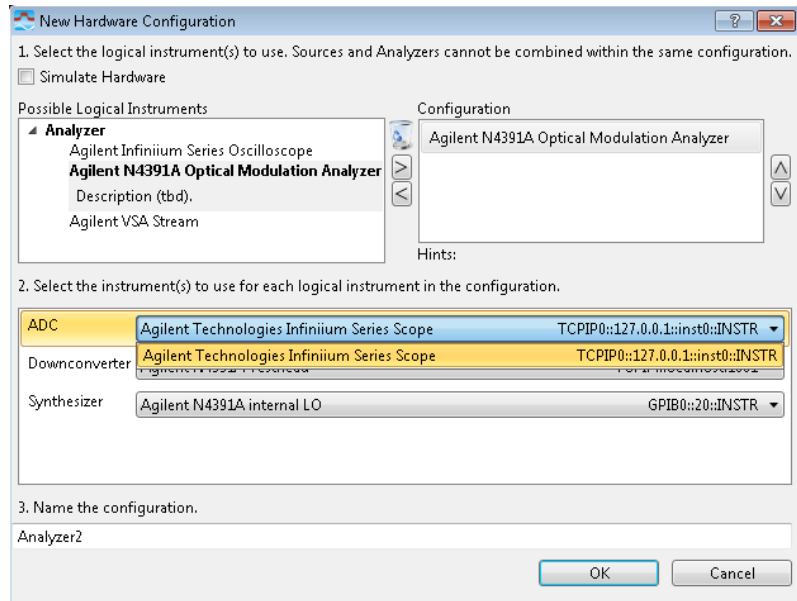 New Hardware Configuration
1. Select the logical instrument(s) to use. Sources and Analyzers cannot be combined within the same configuration.
Simulate Hardware
Possible Logical Instruments
Analyzer
Agilent Infiniium Series Oscilloscope
Agilent N4391A Optical Modulation Analyzer
Description (tbd).
Agilent VSA Stream
Configuration
Agilent N4391A Optical Modulation Analyzer
Hints:
2. Select the instrument(s) to use for each logical instrument in the configuration.
ADC
Agilent Technologies Infiniium Series Scope TCPIP0::127.0.0.1::inst0::INSTR
Agilent Technologies Infiniium Series Scope TCPIP0::127.0.0.1::inst0::INSTR
Downconverter
Synthesizer
Agilent N4391A internal LO GPIB0::20::INSTR
3. Name the configuration.
Analyzer2
OK
Cancel